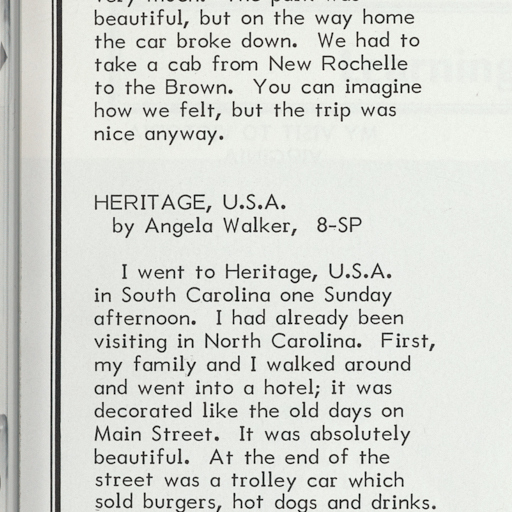 very much. The park was
beautiful, but on the way home
the car broke down. We had to
take a cab from New Rochelle
to the Brown. You can imagine
how we felt, but the trip was
nice anyway.
HERITAGE, U.S.A.
by Angela Walker, 8-SP
I went to Heritage, U.S.A.
in South Carolina one Sunday
afternoon. I had already been
visiting in North Carolina. First,
my family and I walked around
and went into a hotel; it was
decorated like the old days on
Main Street. It was absolutely
beautiful. At the end of the
street was a trolley car which
sold burgers, hot dogs and drinks.